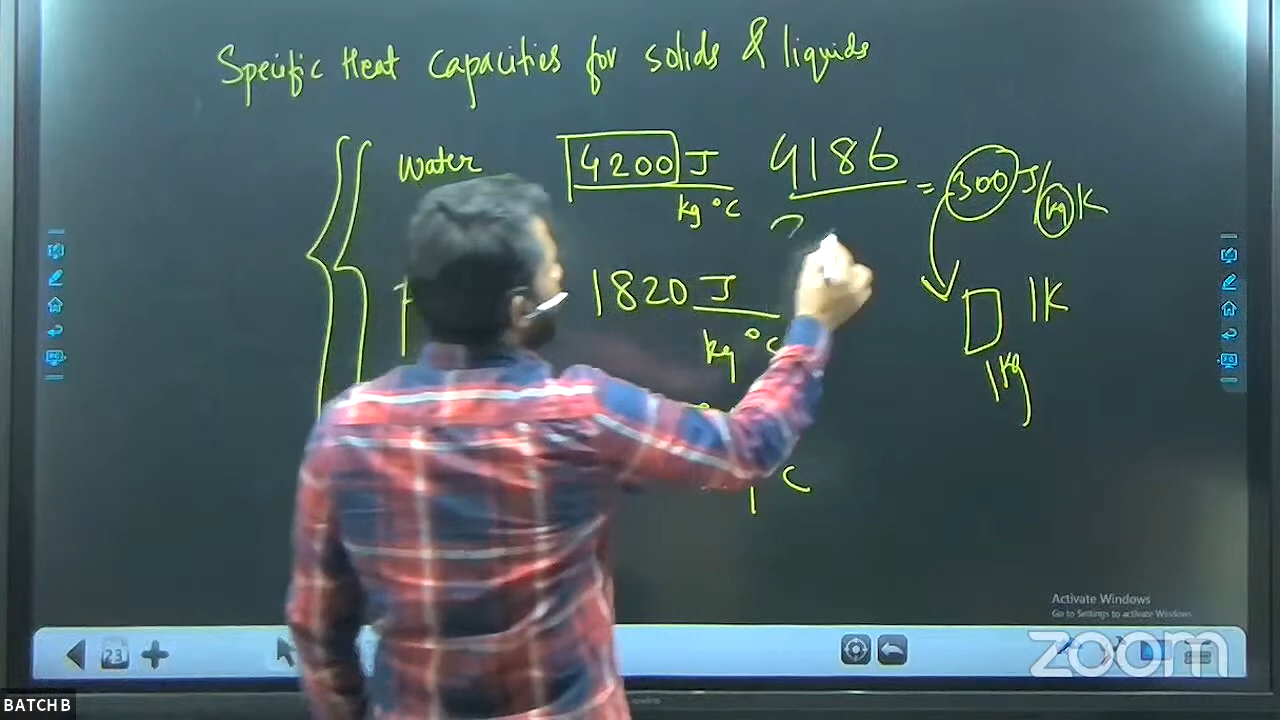 Specific Heat capacities for solids & liquids
water 4200 J 4186 = 300 J/kg K
kg °C
1820 J 1K
kg °C
1kg
C
Activate Windows
Go to Settings to activate Windows.
zoom
23
BATCH B